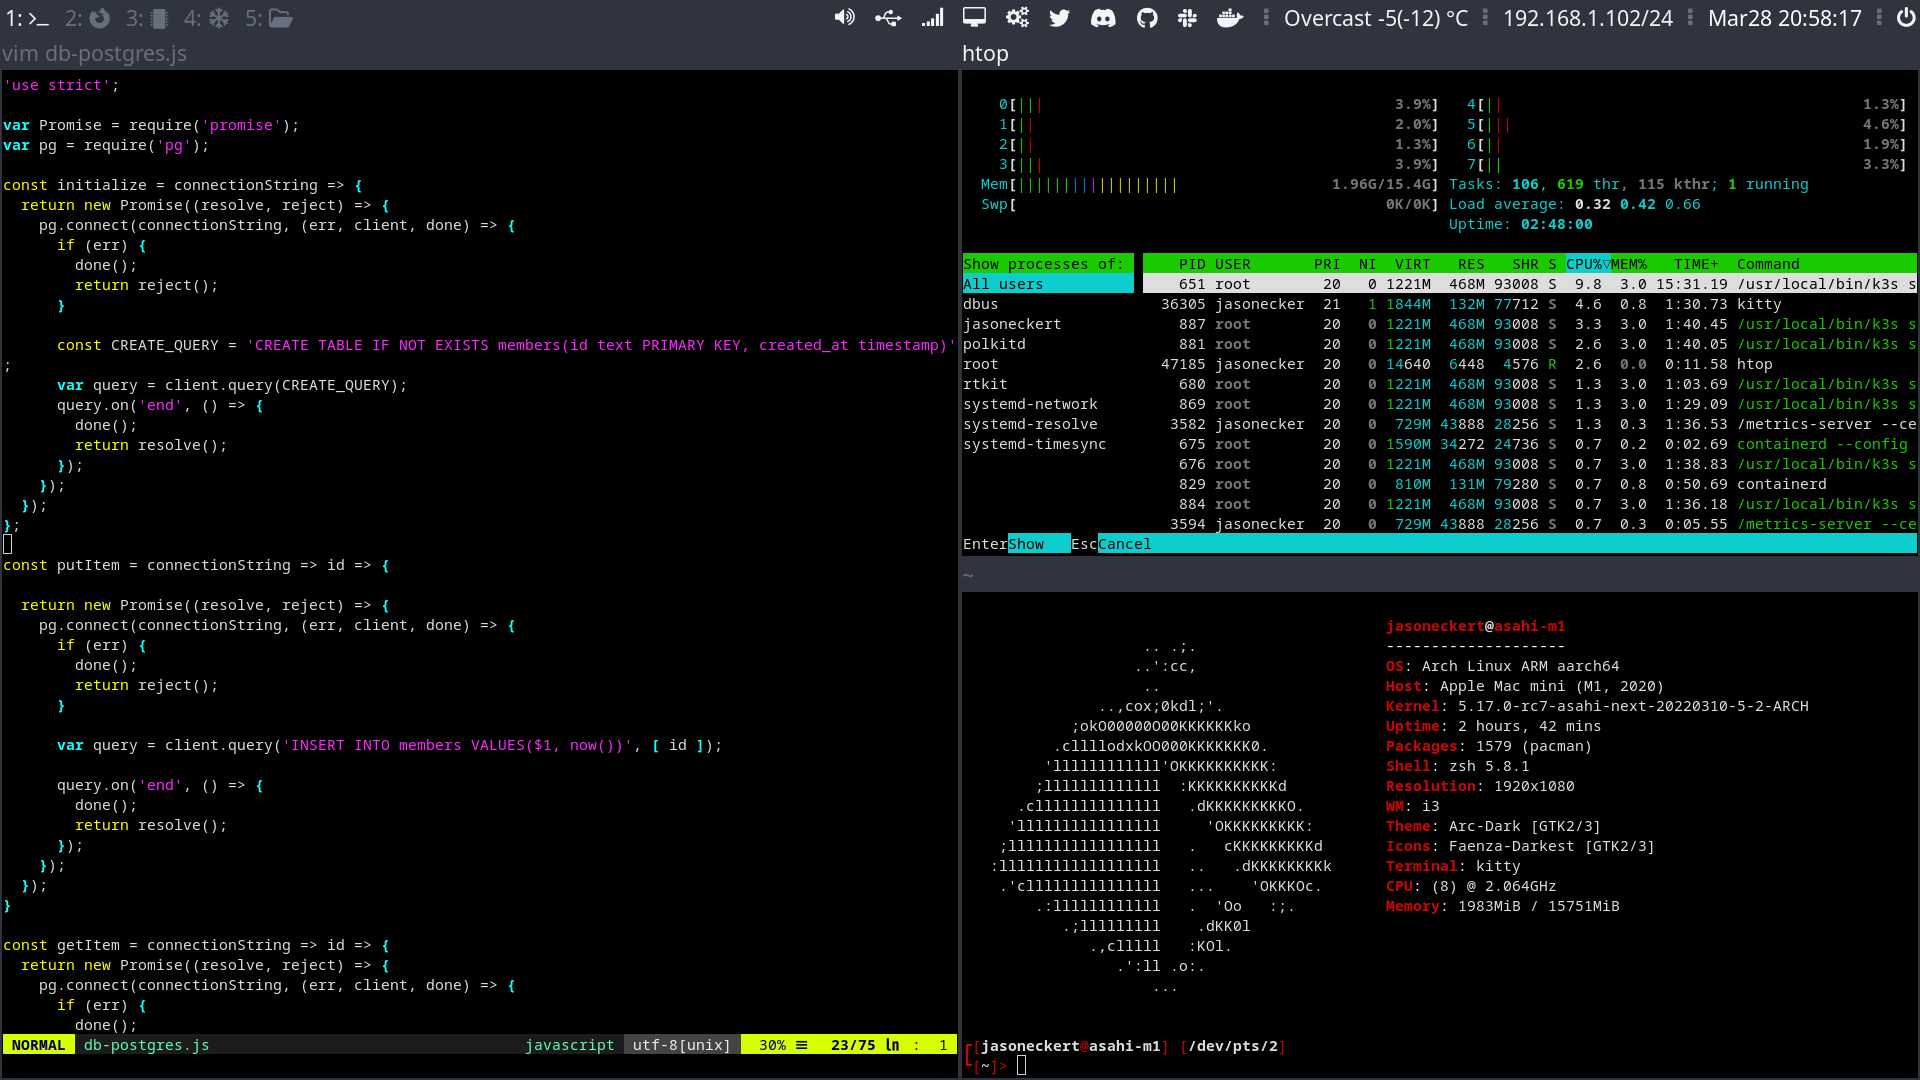 1: 2: 3: 4: 5: Overcast -5(-12) °C 192.168.1.102/24 Mar28 20:58:17
vim db-postgres.js
'use strict';
var Promise = require('promise');
var pg = require('pg');
const initialize = connectionString => {
return new Promise((resolve, reject) => {
pg.connect(connectionString, (err, client, done) => {
if (err) {
done();
return reject();
}
const CREATE_QUERY = 'CREATE TABLE IF NOT EXISTS members(id text PRIMARY KEY, created_at timestamp)'
;
var query = client.query(CREATE_QUERY);
query.on('end', () => {
done();
return resolve();
});
});
});
};
const putItem = connectionString => id => {
return new Promise((resolve, reject) => {
pg.connect(connectionString, (err, client, done) => {
if (err) {
done();
return reject();
}
var query = client.query('INSERT INTO members VALUES($1, now())', [ id ]);
query.on('end', () => {
done();
return resolve();
});
});
});
}
const getItem = connectionString => id => {
return new Promise((resolve, reject) => {
pg.connect(connectionString, (err, client, done) => {
if (err) {
done();
NORMAL db-postgres.js javascript utf-8[unix] 30% ≡ 23/75 ln : 1
htop
0[||| 3.9%] 4[|| 1.3%]
1[|| 2.0%] 5[||| 4.6%]
2[|| 1.3%] 6[|| 1.9%]
3[||| 3.9%] 7[|| 3.3%]
Mem[|||||||||||||||||| 1.96G/15.4G] Tasks: 106, 619 thr, 115 kthr; 1 running
Swp[ 0K/0K] Load average: 0.32 0.42 0.66
Uptime: 02:48:00
Show processes of: PID USER PRI NI VIRT RES SHR S CPU%▽MEM% TIME+ Command
All users 651 root 20 0 1221M 468M 93008 S 9.8 3.0 15:31.19 /usr/local/bin/k3s s
dbus 36305 jasonecker 21 1 1844M 132M 77712 S 4.6 0.8 1:30.73 kitty
jasoneckert 887 root 20 0 1221M 468M 93008 S 3.3 3.0 1:40.45 /usr/local/bin/k3s s
polkitd 881 root 20 0 1221M 468M 93008 S 2.6 3.0 1:40.05 /usr/local/bin/k3s s
root 47185 jasonecker 20 0 14640 6448 4576 R 2.6 0.0 0:11.58 htop
rtkit 680 root 20 0 1221M 468M 93008 S 1.3 3.0 1:03.69 /usr/local/bin/k3s s
systemd-network 869 root 20 0 1221M 468M 93008 S 1.3 3.0 1:29.09 /usr/local/bin/k3s s
systemd-resolve 3582 jasonecker 20 0 729M 43888 28256 S 1.3 0.3 1:36.53 /metrics-server --ce
systemd-timesync 675 root 20 0 1590M 34272 24736 S 0.7 0.2 0:02.69 containerd --config
676 root 20 0 1221M 468M 93008 S 0.7 3.0 1:38.83 /usr/local/bin/k3s s
829 root 20 0 810M 131M 79280 S 0.7 0.8 0:50.69 containerd
884 root 20 0 1221M 468M 93008 S 0.7 3.0 1:36.18 /usr/local/bin/k3s s
3594 jasonecker 20 0 729M 43888 28256 S 0.7 0.3 0:05.55 /metrics-server --ce
EnterShow EscCancel
~
jasoneckert@asahi-m1
.. .;. --------------------
..':cc, OS: Arch Linux ARM aarch64
.. Host: Apple Mac mini (M1, 2020)
..,cox;0kdl;'. Kernel: 5.17.0-rc7-asahi-next-20220310-5-2-ARCH
;okO00000O00KKKKKKko Uptime: 2 hours, 42 mins
.cllllodxkOO000KKKKKKK0. Packages: 1579 (pacman)
'llllllllllll'OKKKKKKKKKK: Shell: zsh 5.8.1
;lllllllllllll :KKKKKKKKKKd Resolution: 1920x1080
.clllllllllllllll .dKKKKKKKKKO. WM: i3
'llllllllllllllll 'OKKKKKKKKK: Theme: Arc-Dark [GTK2/3]
;lllllllllllllllll . cKKKKKKKKKd Icons: Faenza-Darkest [GTK2/3]
:llllllllllllllllll .. .dKKKKKKKKk Terminal: kitty
.'clllllllllllllll ... 'OKKKOc. CPU: (8) @ 2.064GHz
.:llllllllllll . 'Oo :;. Memory: 1983MiB / 15751MiB
.;lllllllll .dKK0l
.,clllll :KOl.
.':ll .o:.
...
[jasoneckert@asahi-m1] [/dev/pts/2]
[~]>